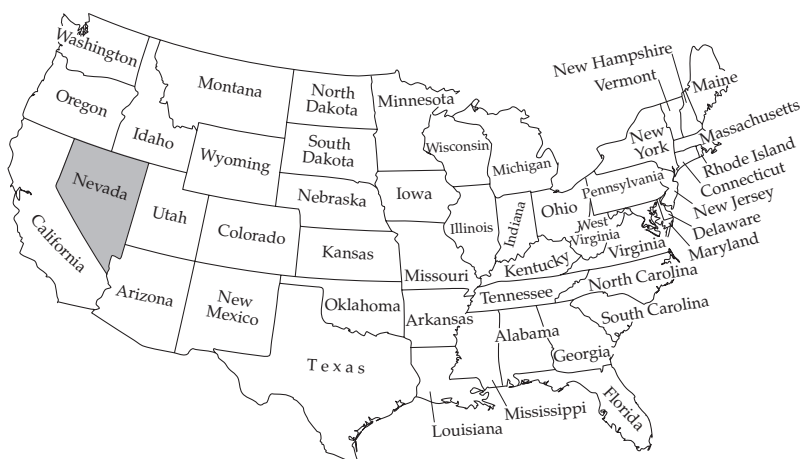 Washington
Montana
North
Dakota
Minnesota
New Hampshire
Vermont
Maine
Oregon
Idaho
Wyoming
South
Dakota
Wisconsin
Michigan
New
York
Massachusetts
Rhode Island
Connecticut
New Jersey
Delaware
Maryland
Nevada
Utah
Colorado
Nebraska
Iowa
Illinois
Indiana
Ohio
Pennsylvania
West
Virginia
Virginia
California
Kansas
Missouri
Kentucky
Arizona
New
Mexico
Oklahoma
Arkansas
Tennessee
North Carolina
South Carolina
Texas
Alabama
Georgia
Louisiana
Mississippi
Florida